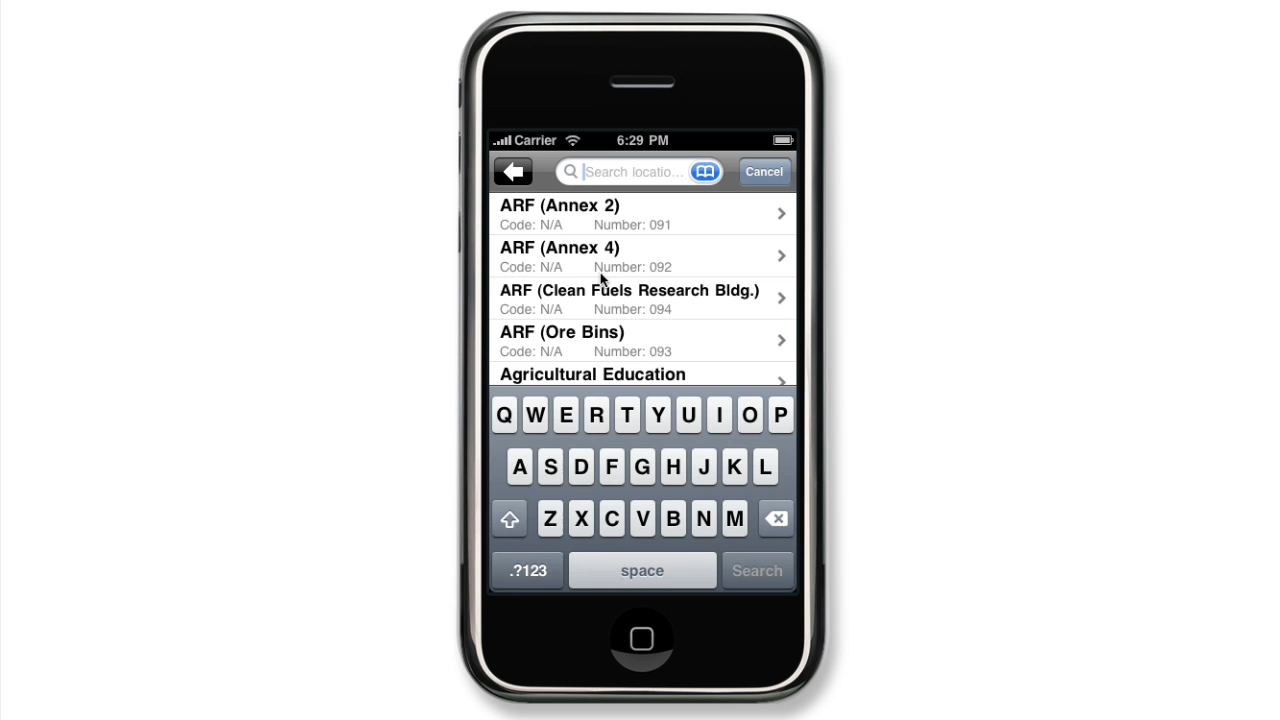 Carrier 6:29 PM
Search locatio... Cancel
ARF (Annex 2)
Code: N/A Number: 091
ARF (Annex 4)
Code: N/A Number: 092
ARF (Clean Fuels Research Bldg.)
Code: N/A Number: 094
ARF (Ore Bins)
Code: N/A Number: 093
Agricultural Education
Q W E R T Y U I O P
A S D F G H J K L
Z X C V B N M
.?123 space Search